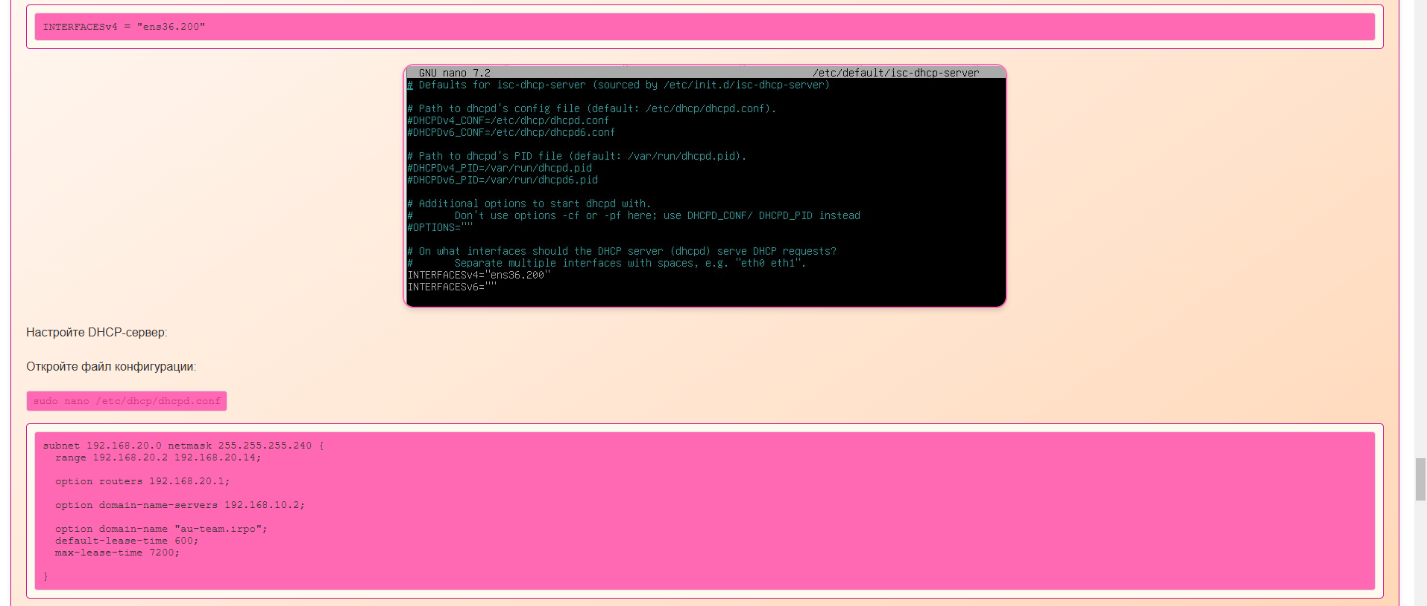 INTERFACESv4 = "ens36.200"
GNU nano 7.2 /etc/default/isc-dhcp-server
# Defaults for isc-dhcp-server (sourced by /etc/init.d/isc-dhcp-server)
# Path to dhcpd's config file (default: /etc/dhcp/dhcpd.conf).
#DHCPDv4_CONF=/etc/dhcp/dhcpd.conf
#DHCPDv6_CONF=/etc/dhcp/dhcpd6.conf
# Path to dhcpd's PID file (default: /var/run/dhcpd.pid).
#DHCPDv4_PID=/var/run/dhcpd.pid
#DHCPDv6_PID=/var/run/dhcpd6.pid
# Additional options to start dhcpd with.
#       Don't use options -cf or -pf here; use DHCPD_CONF/ DHCPD_PID instead
#OPTIONS=""
# On what interfaces should the DHCP server (dhcpd) serve DHCP requests?
#       Separate multiple interfaces with spaces, e.g. "eth0 eth1".
INTERFACESv4="ens36.200"
INTERFACESv6=""
Настройте DHCP-сервер:
Откройте файл конфигурации:
sudo nano /etc/dhcp/dhcpd.conf
subnet 192.168.20.0 netmask 255.255.255.240 {
  range 192.168.20.2 192.168.20.14;
  option routers 192.168.20.1;
  option domain-name-servers 192.168.10.2;
  option domain-name "au-team.irpo";
  default-lease-time 600;
  max-lease-time 7200;
}